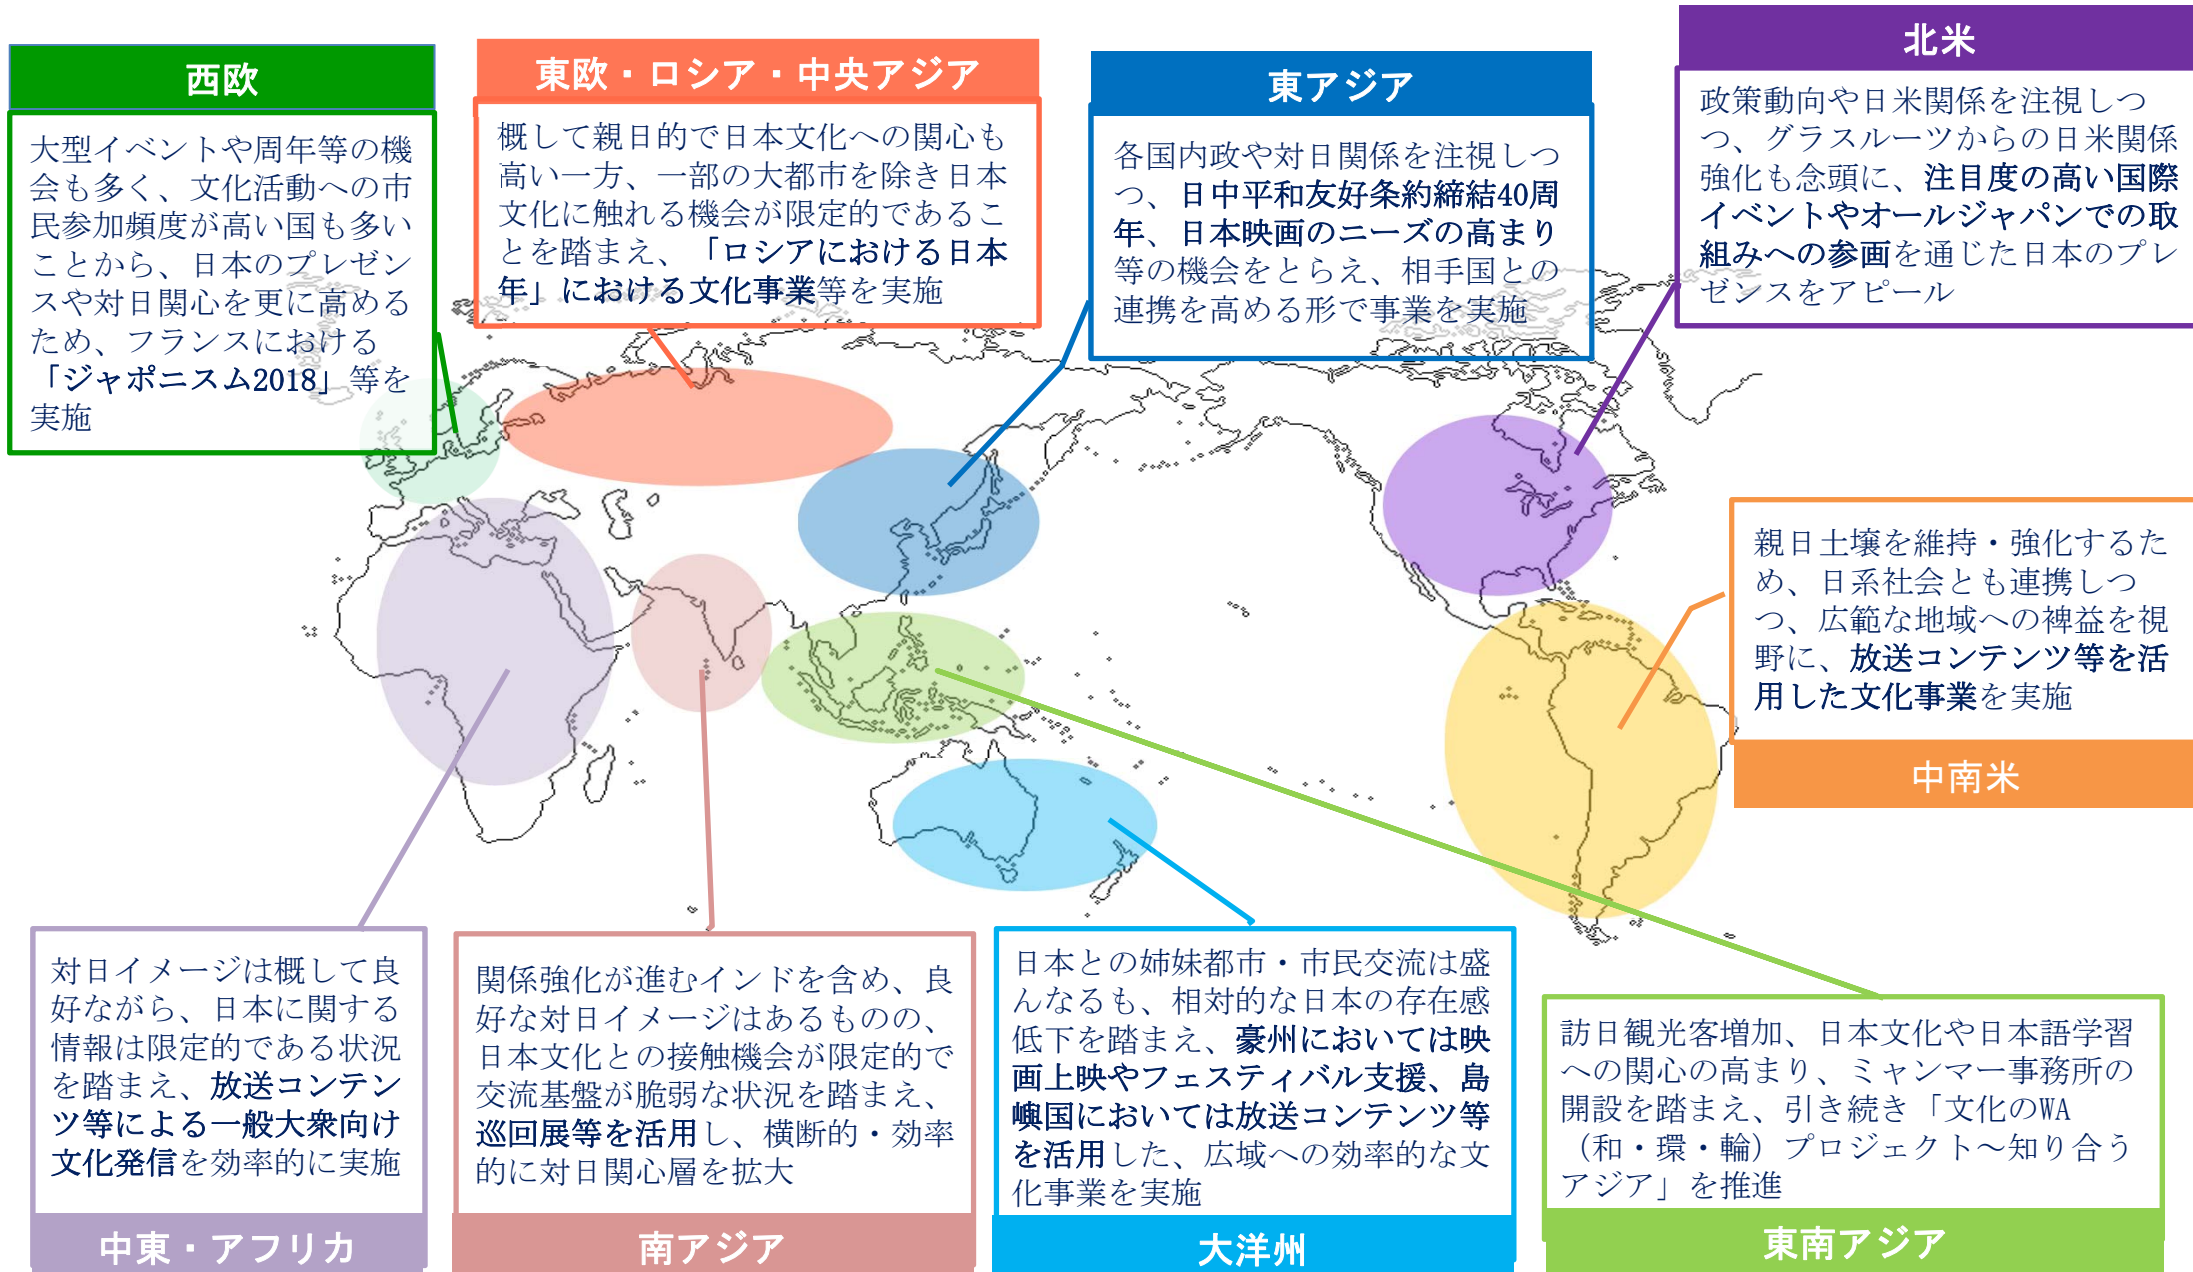 西欧
大型イベントや周年等の機
会も多く、文化活動への市
民参加頻度が高い国も多い
ことから、日本のプレゼン
スや対日関心を更に高める
ため、フランスにおける
「ジャポニスム2018」等を
実施
東欧・ロシア・中央アジア
概して親日的で日本文化への関心も
高い一方、一部の大都市を除き日本
文化に触れる機会が限定的であるこ
とを踏まえ、「ロシアにおける日本
年」における文化事業等を実施
東アジア
各国内政や対日関係を注視しつ
つ、日中平和友好条約締結40周
年、日本映画のニーズの高まり
等の機会をとらえ、相手国との
連携を高める形で事業を実施
北米
政策動向や日米関係を注視しつ
つ、グラスルーツからの日米関係
強化も念頭に、注目度の高い国際
イベントやオールジャパンでの取
組みへの参画を通じた日本のプレ
ゼンスをアピール
親日土壌を維持・強化するた
め、日系社会とも連携しつ
つ、広範な地域への裨益を視
野に、放送コンテンツ等を活
用した文化事業を実施
中南米
対日イメージは概して良
好ながら、日本に関する
情報は限定的である状況
を踏まえ、放送コンテン
ツ等による一般大衆向け
文化発信を効率的に実施
中東・アフリカ
関係強化が進むインドを含め、良
好な対日イメージはあるものの、
日本文化との接触機会が限定的で
交流基盤が脆弱な状況を踏まえ、
巡回展等を活用し、横断的・効率
的に対日関心層を拡大
南アジア
日本との姉妹都市・市民交流は盛
んなるも、相対的な日本の存在感
低下を踏まえ、豪州においては映
画上映やフェスティバル支援、島
嶼国においては放送コンテンツ等
を活用した、広域への効率的な文
化事業を実施
大洋州
訪日観光客増加、日本文化や日本語学習
への関心の高まり、ミャンマー事務所の
開設を踏まえ、引き続き「文化のWA
（和・環・輪）プロジェクト～知り合う
アジア」を推進
東南アジア